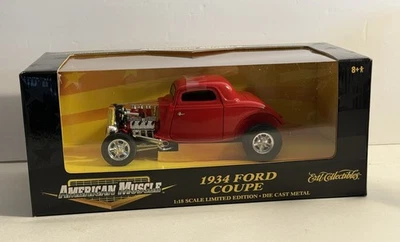 8+
AMERICAN MUSCLE
1934 FORD
COUPE
1:18 SCALE LIMITED EDITION • DIE CAST METAL
Ertl Collectibles